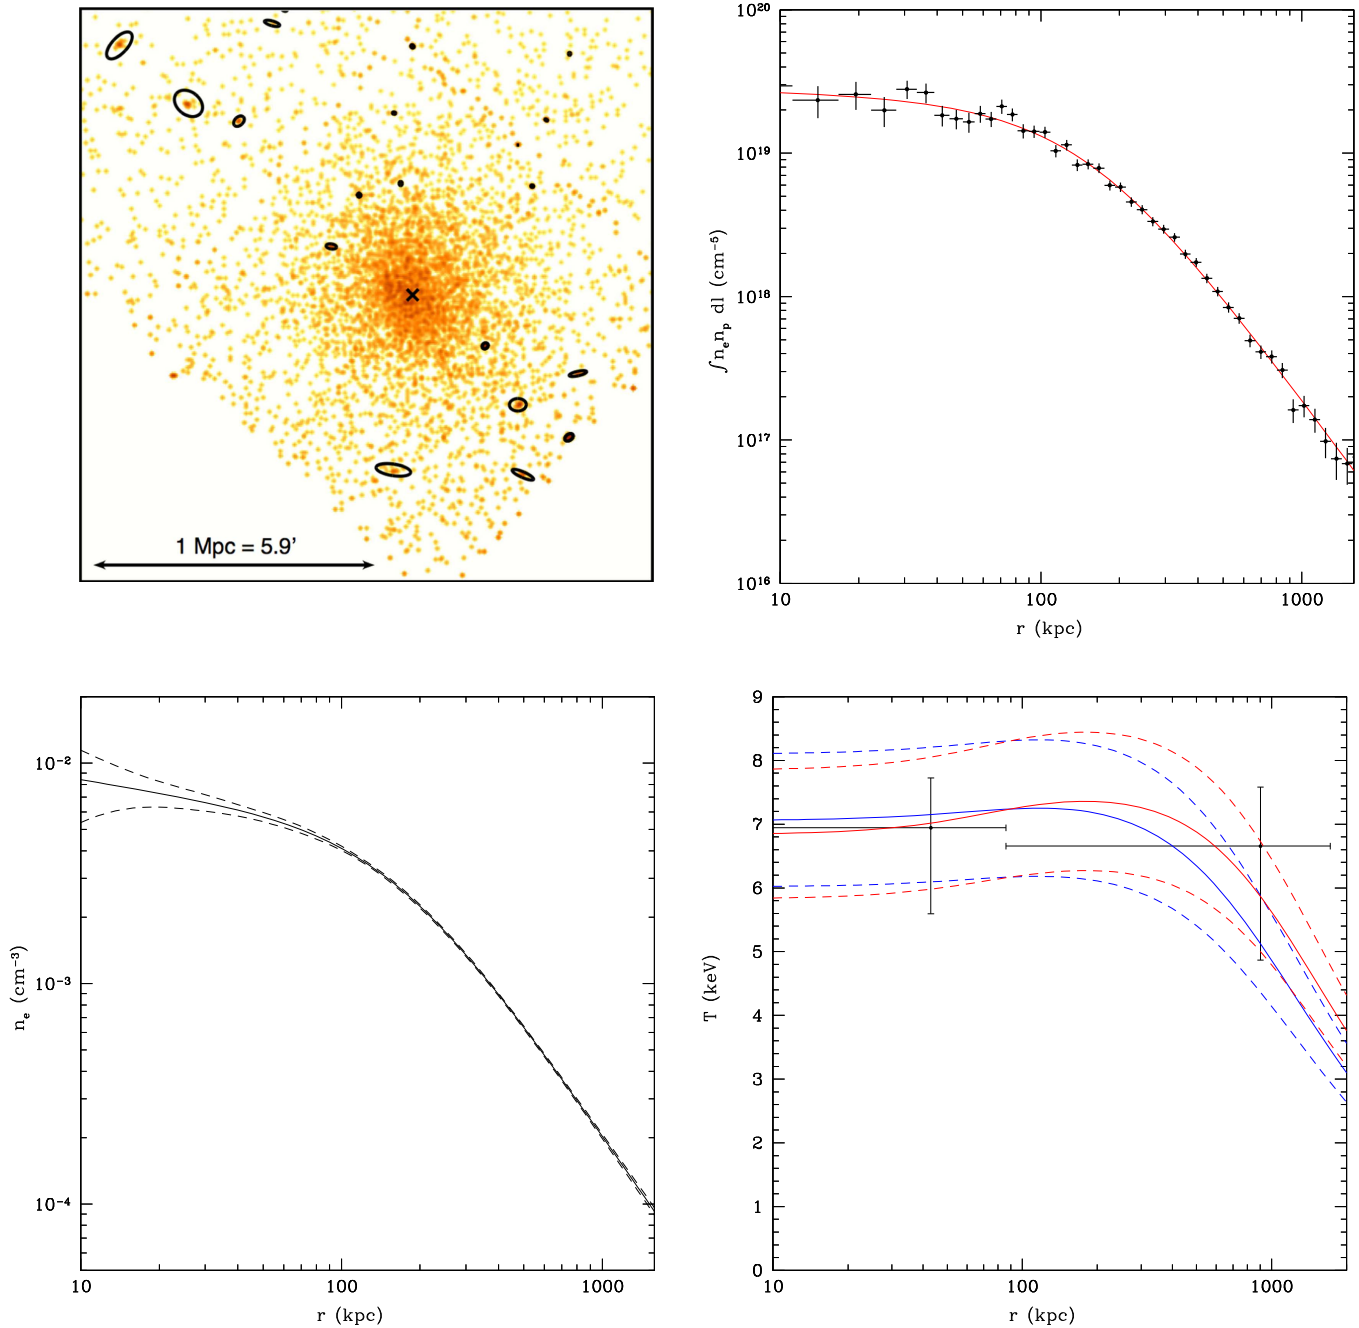 1 Mpc = 5.9’
10²⁰
10¹⁹
10¹⁸
10¹⁷
10¹⁶
∫nₑnₚ dl (cm⁻⁵)
10 100 1000
r (kpc)
10⁻²
10⁻³
10⁻⁴
nₑ (cm⁻³)
10 100 1000
r (kpc)
9
8
7
6
5
4
3
2
1
0
T (keV)
10 100 1000
r (kpc)